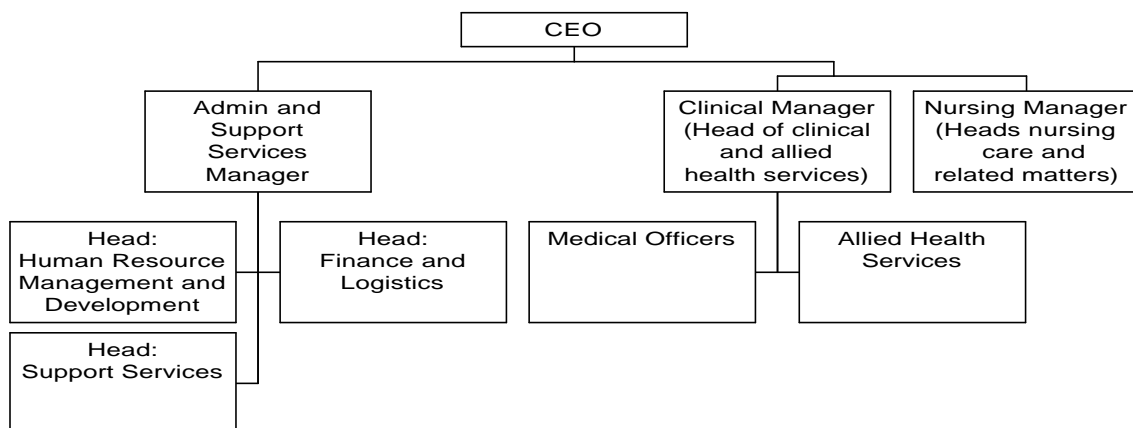 CEO
Admin and
Support
Services
Manager
Clinical Manager
(Head of clinical
and allied
health services)
Nursing Manager
(Heads nursing
care and
related matters)
Head:
Human Resource
Management and
Development
Head:
Finance and
Logistics
Medical Officers
Allied Health
Services
Head:
Support Services